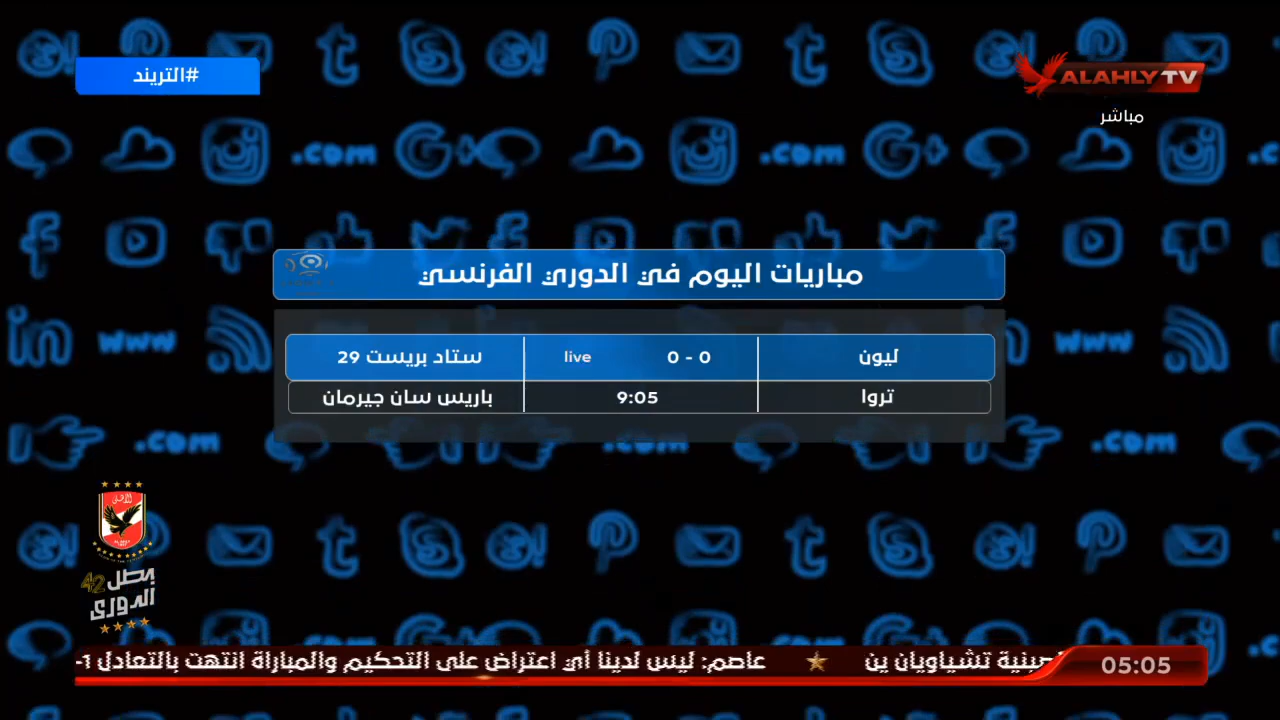 #التريند
ALAHLY TV
مباشر
مباريات اليوم في الدوري الفرنسي
ليون 0 - 0 live ستاد بريست 29
تروا 9:05 باريس سان جيرمان
بطل 42
الدوري
05:05 تشياويان ين ★ عاصم: ليس لدينا أي اعتراض على التحكيم والمباراة انتهت بالتعادل 1-